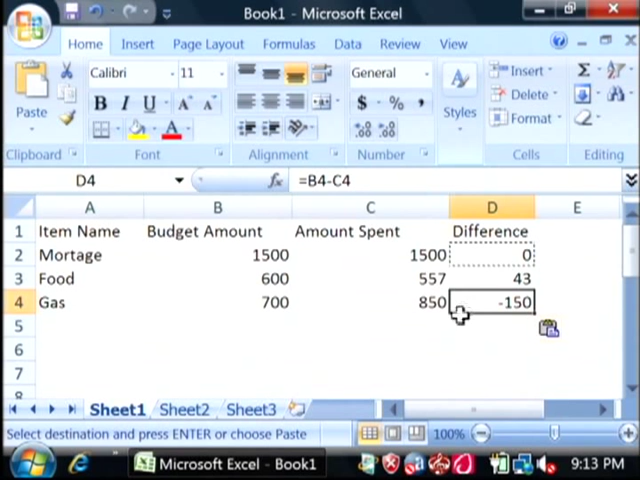 Book1 - Microsoft Excel
Home Insert Page Layout Formulas Data Review View
Calibri 11 General Insert Σ
Paste B I U A A $ % , Styles Delete
A Format
Clipboard Font Alignment Number Cells Editing
D4 fx =B4-C4
A B C D E
1 Item Name Budget Amount Amount Spent Difference
2 Mortage 1500 1500 0
3 Food 600 557 43
4 Gas 700 850 -150
5
6
7
8
Sheet1 Sheet2 Sheet3
Select destination and press ENTER or choose Paste 100%
Microsoft Excel - Book1 9:13 PM